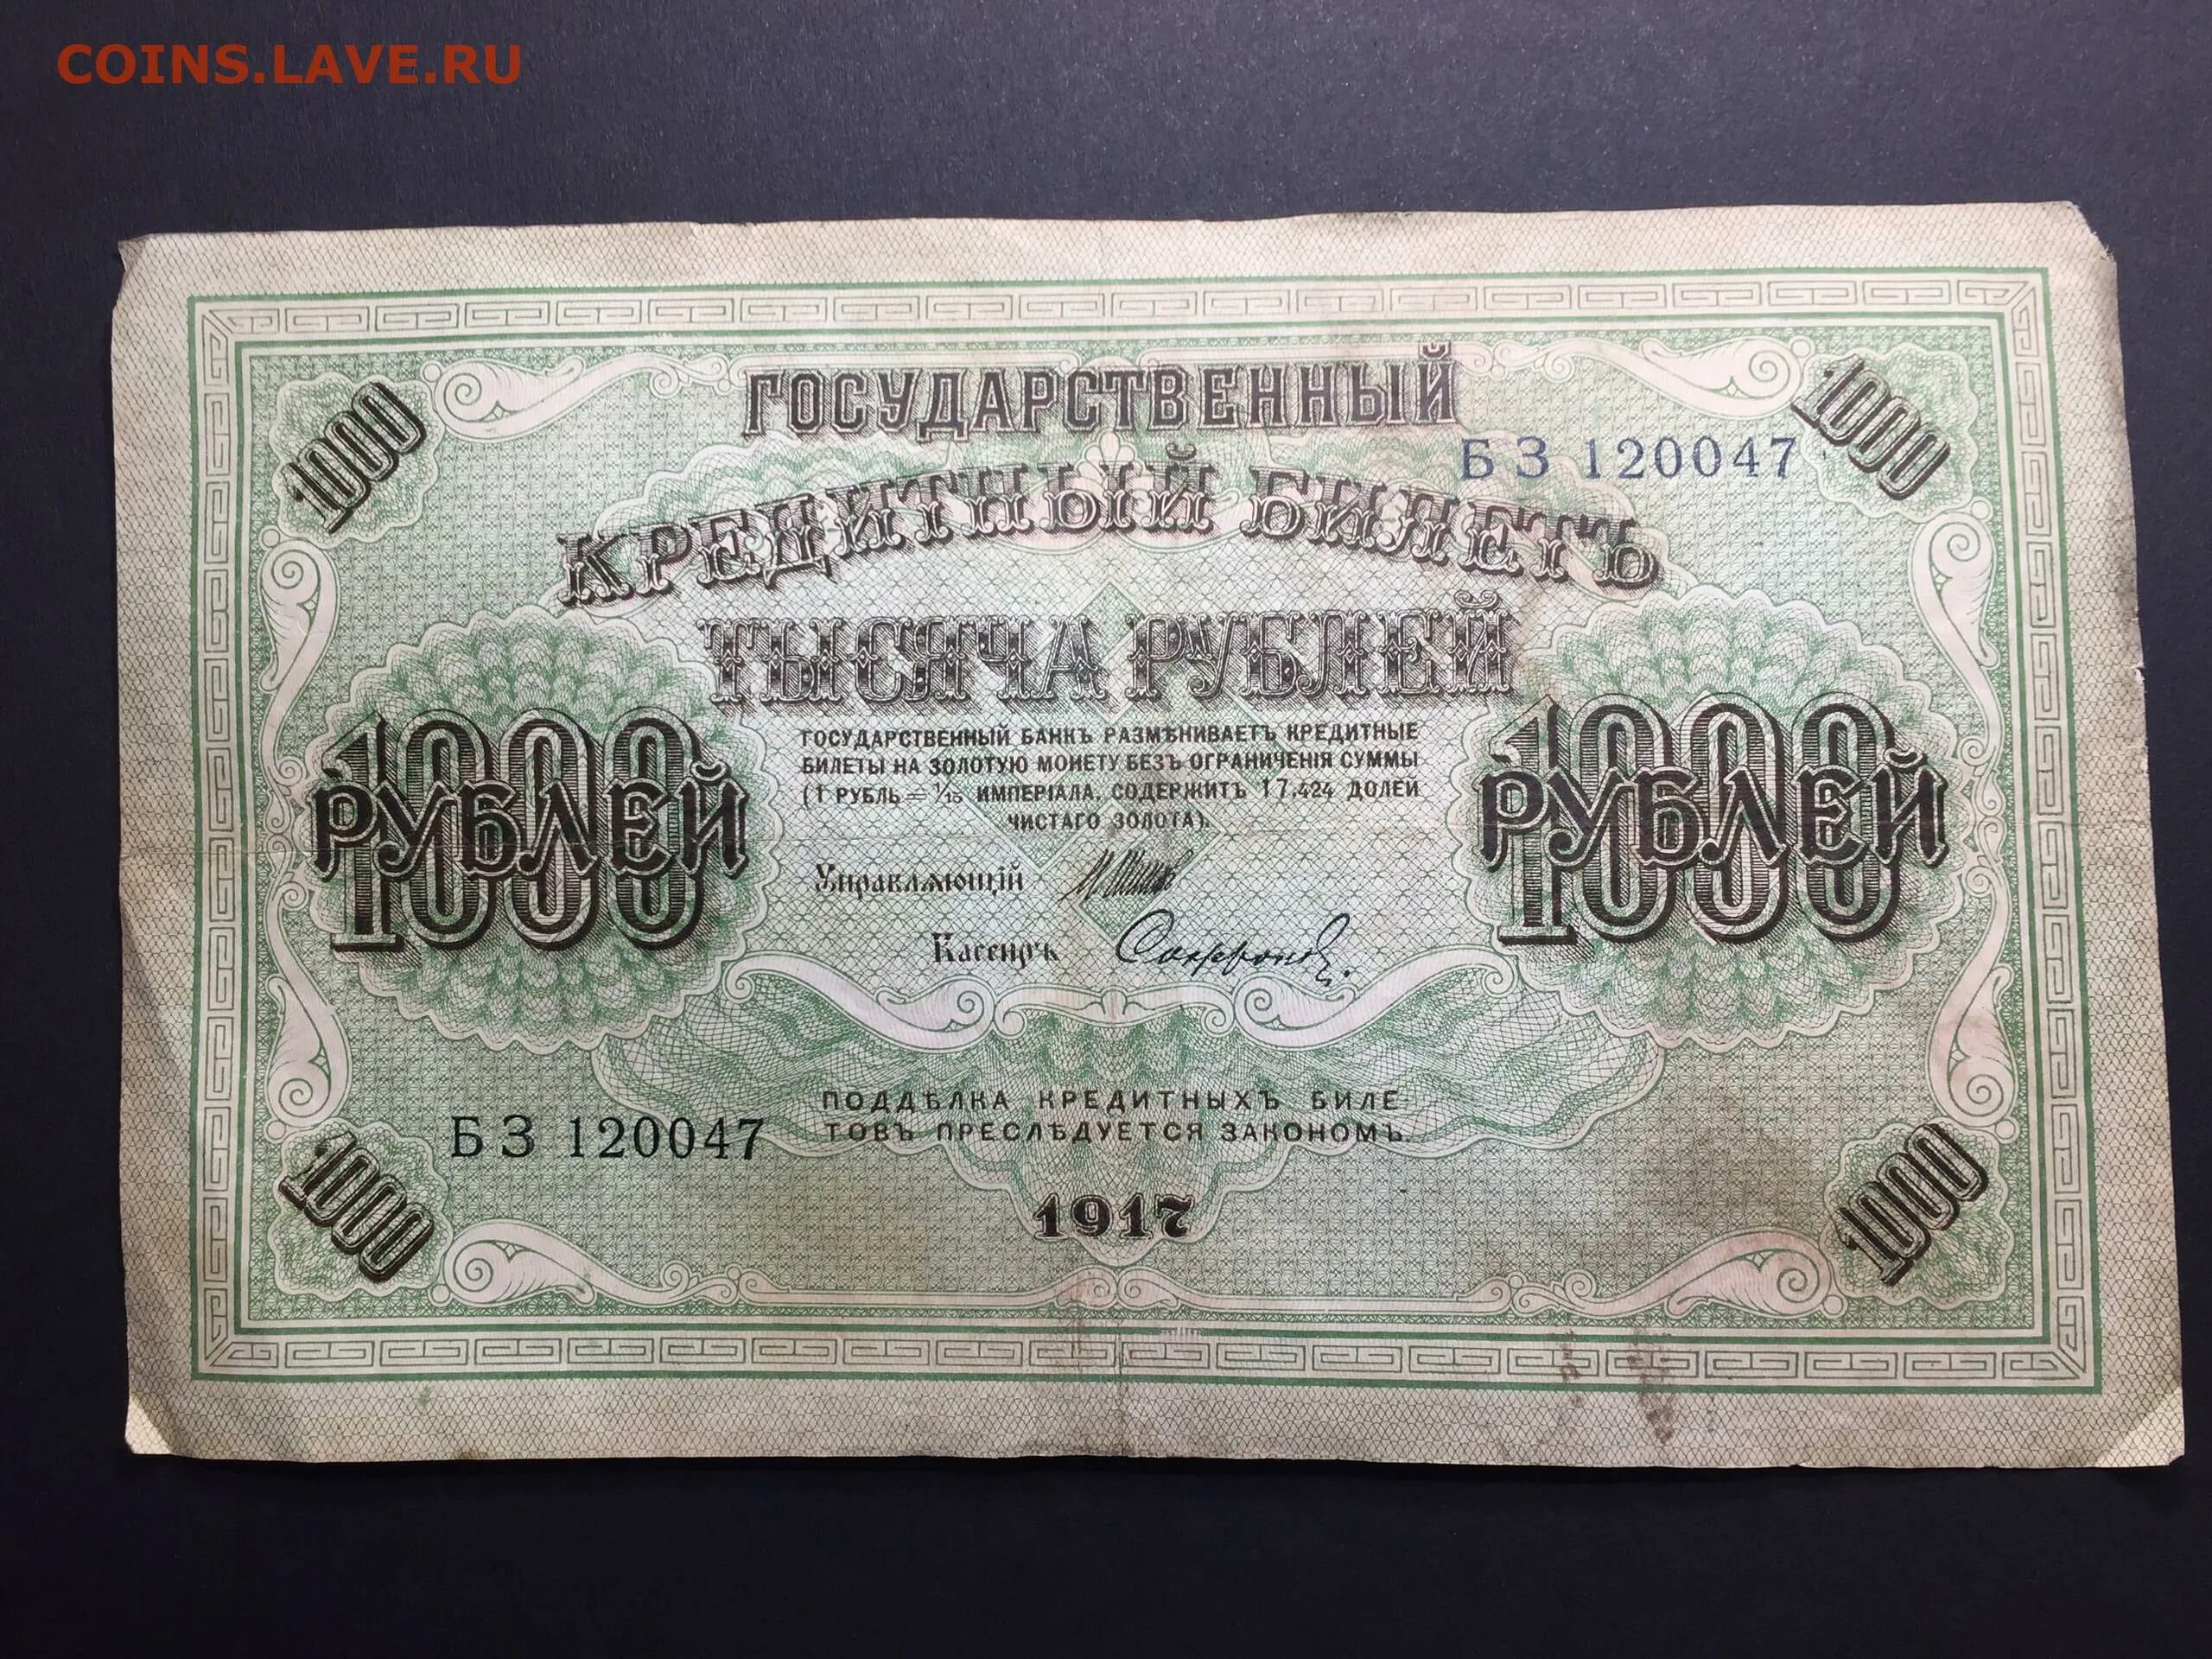 COINS.LAVE.RU
1000
ГОСУДАРСТВЕННЫЙ
1000
БЗ 120047
КРЕДИТНЫЙ БИЛЕТЪ
ТЫСЯЧА РУБЛЕЙ
1000
РУБЛЕЙ
ГОСУДАРСТВЕННЫЙ БАНКЪ РАЗМѢНИВАЕТЪ КРЕДИТНЫЕ
БИЛЕТЫ НА ЗОЛОТУЮ МОНЕТУ БЕЗЪ ОГРАНИЧЕНІЯ СУММЫ
(1 РУБЛЬ = 1/15 ИМПЕРІАЛА, СОДЕРЖИТЪ 17,424 ДОЛЕЙ
ЧИСТАГО ЗОЛОТА).
1000
РУБЛЕЙ
Управляющій И. Шипов
Кассиръ Софронов
ПОДДѢЛКА КРЕДИТНЫХЪ БИЛЕ-
ТОВЪ ПРЕСЛѢДУЕТСЯ ЗАКОНОМЪ.
БЗ 120047
1000
1917
1000